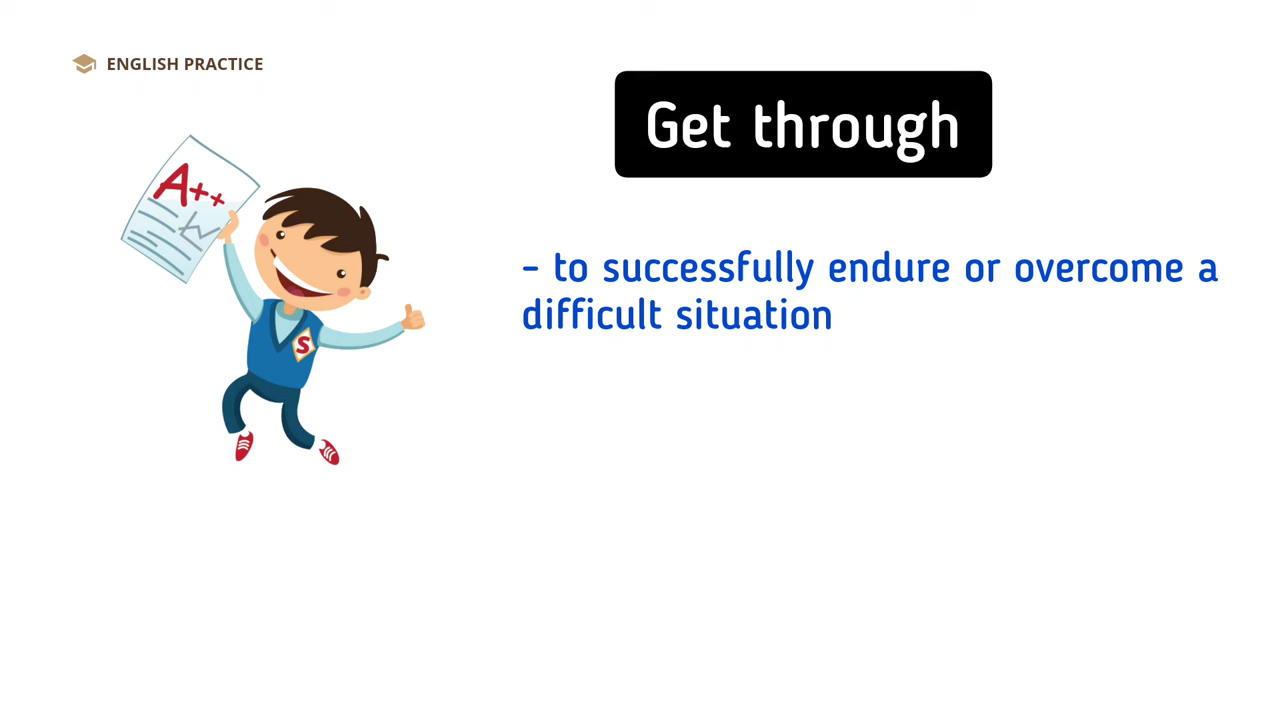 ENGLISH PRACTICE
Get through
A++
- to successfully endure or overcome a
difficult situation
S